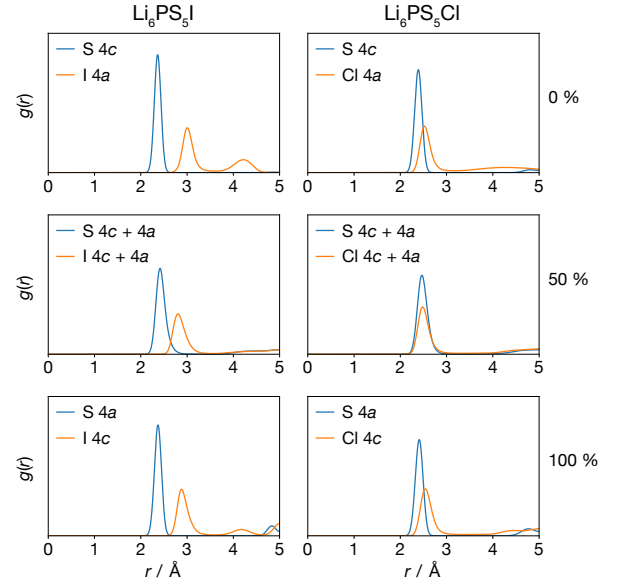 Li₆PS₅I
Li₆PS₅Cl
S 4c
I 4a
g(r)
0 1 2 3 4 5
S 4c
Cl 4a
0 1 2 3 4 5
0 %
S 4c + 4a
I 4c + 4a
g(r)
0 1 2 3 4 5
S 4c + 4a
Cl 4c + 4a
0 1 2 3 4 5
50 %
S 4a
I 4c
g(r)
0 1 2 3 4 5
r / Å
S 4a
Cl 4c
0 1 2 3 4 5
r / Å
100 %